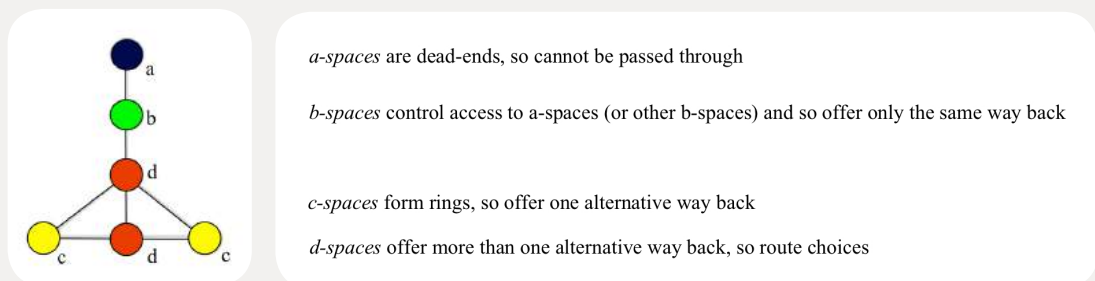 a
b
d
c
d
c
a-spaces are dead-ends, so cannot be passed through
b-spaces control access to a-spaces (or other b-spaces) and so offer only the same way back
c-spaces form rings, so offer one alternative way back
d-spaces offer more than one alternative way back, so route choices